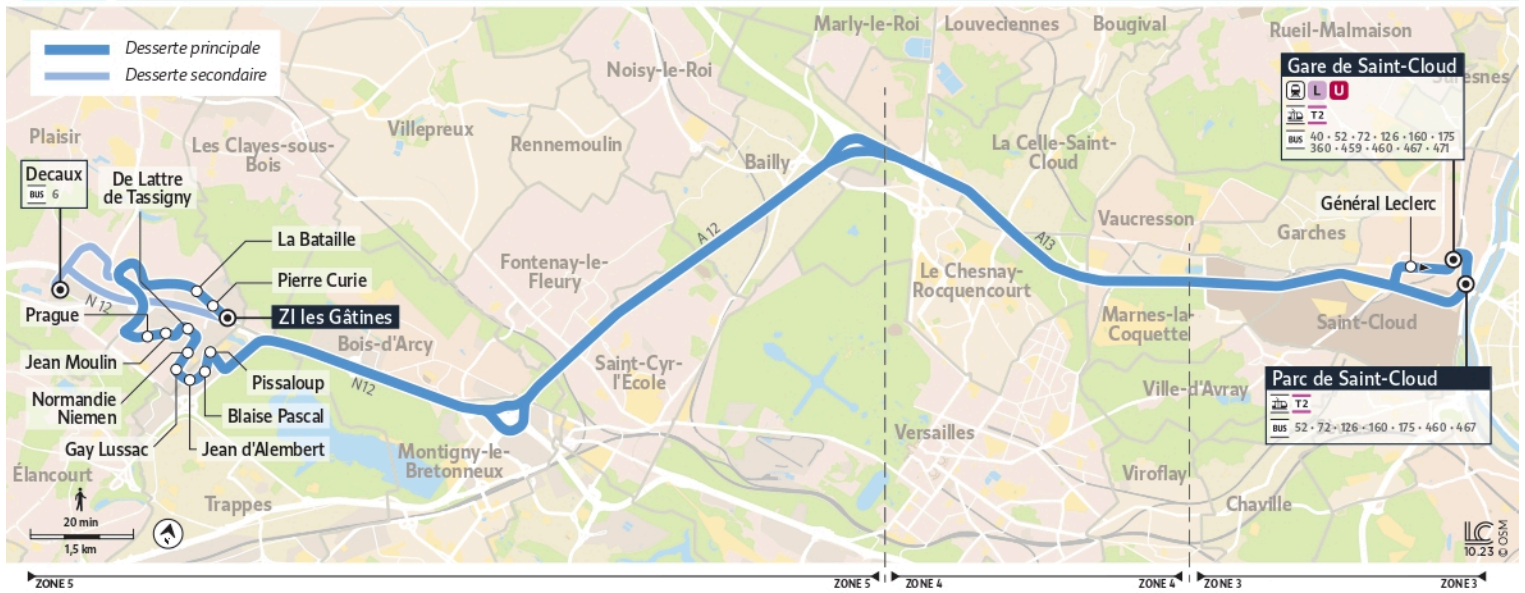 Desserte principale
Desserte secondaire
Marly-le-Roi
Louveciennes
Bougival
Rueil-Malmaison
Suresnes
Noisy-le-Roi
Gare de Saint-Cloud
L U
T2
BUS 40 • 52 • 72 • 126 • 160 • 175
360 • 459 • 460 • 467 • 471
Plaisir
Les Clayes-sous-
Bois
Villepreux
Rennemoulin
Bailly
La Celle-Saint-
Cloud
Decaux
BUS 6
De Lattre
de Tassigny
Général Leclerc
Vaucresson
Garches
La Bataille
A 12
A13
Fontenay-le-
Fleury
Le Chesnay-
Rocquencourt
Pierre Curie
N 12
Prague
ZI les Gâtines
Bois-d'Arcy
Marnes-la-
Coquette
Saint-Cloud
Jean Moulin
Saint-Cyr-
l'École
N12
Pissaloup
Ville-d'Avray
Parc de Saint-Cloud
T2
BUS 52 • 72 • 126 • 160 • 175 • 460 • 467
Normandie
Niemen
Blaise Pascal
Gay Lussac
Jean d'Alembert
Montigny-le-
Bretonneux
Versailles
Viroflay
Élancourt
Trappes
Chaville
20 min
1,5 km
N
LC
10.23
© OSM
ZONE 5
ZONE 5
ZONE 4
ZONE 4
ZONE 3
ZONE 3